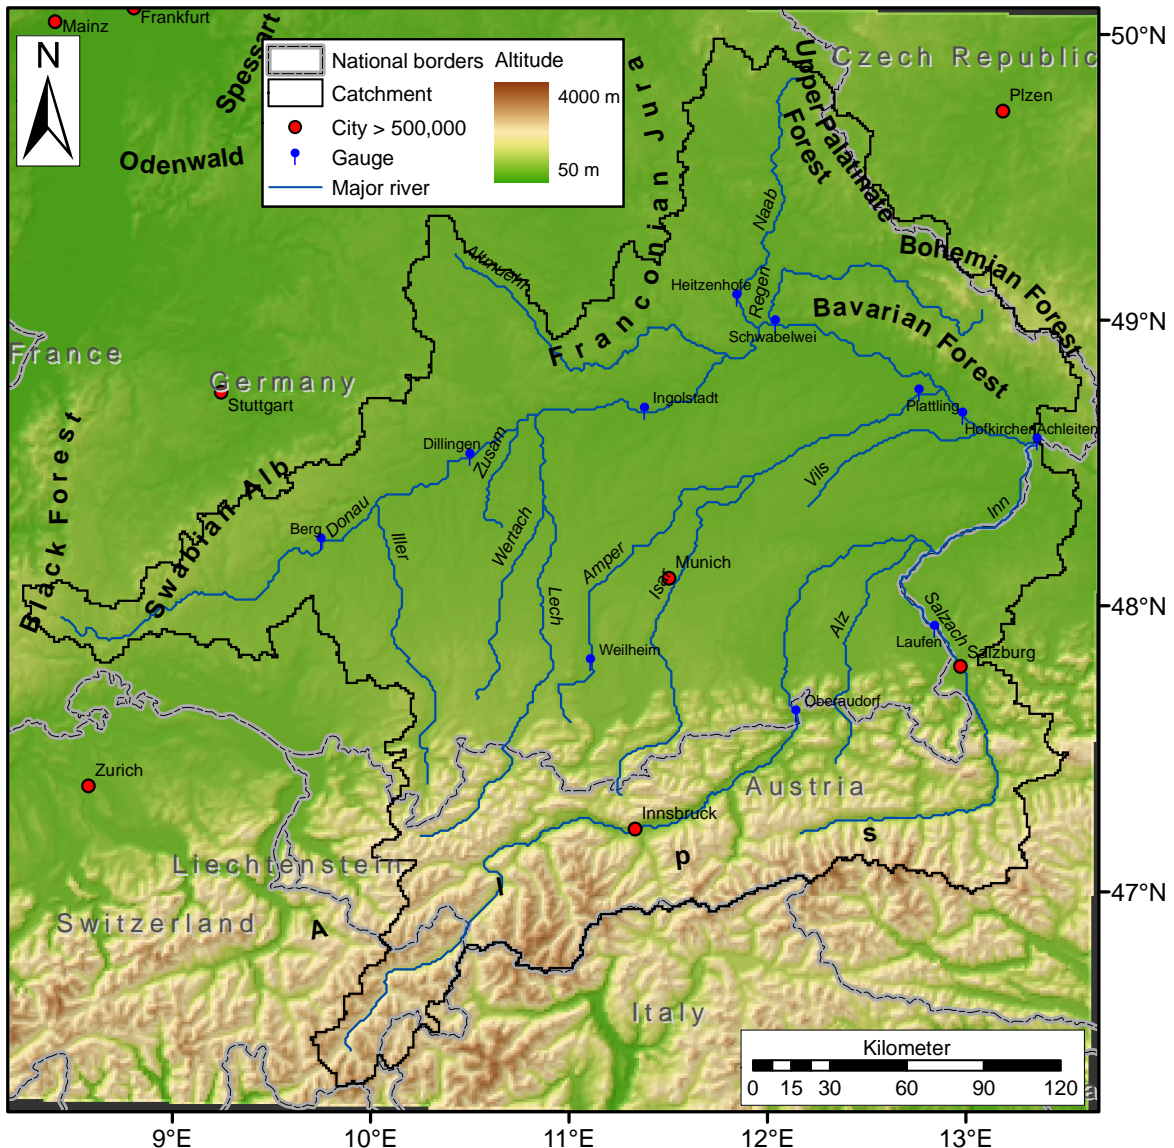 Mainz
Frankfurt
50°N
N
National borders
Altitude
Catchment
4000 m
City > 500,000
Gauge
50 m
Major river
Spessart
Odenwald
Franconian Jura
Czech Republic
Plzen
Upper Palatinate
Forest
Bohemian Forest
Bavarian Forest
Altmuehl
Naab
Regen
Heitzenhofe
Schwabelwei
49°N
France
Germany
Stuttgart
Ingolstadt
Plattling
Hofkirchen
Achleiten
Dillingen
Zusam
Black Forest
Swabian Alb
Berg
Donau
Iller
Wertach
Lech
Amper
Isar
Munich
Vils
Inn
48°N
Alz
Salzach
Laufen
Salzburg
Weilheim
Oberaudorf
Zurich
Austria
Innsbruck
Liechtenstein
Switzerland
A l p s
47°N
Italy
Kilometer
0 15 30 60 90 120
9°E
10°E
11°E
12°E
13°E